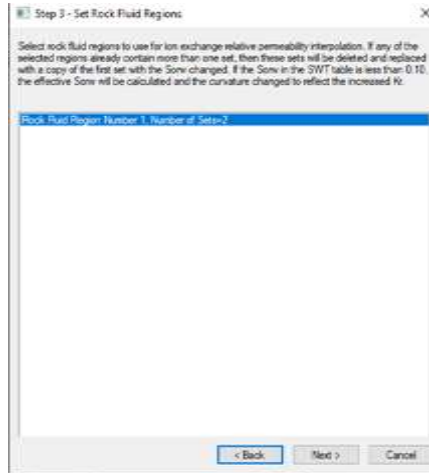 Step 3 - Set Rock Fluid Regions
Select rock fluid regions to use for ion exchange relative permeability interpolation. If any of the
selected regions already contain more than one set, then these sets will be deleted and replaced
with a copy of the first set with the Sorw changed. If the Sorw in the SWT table is less than 0.10,
the effective Sorw will be calculated and the curvature changed to reflect the increased Kr.
Rock Fluid Region Number 1, Number of Sets=2
< Back Next > Cancel